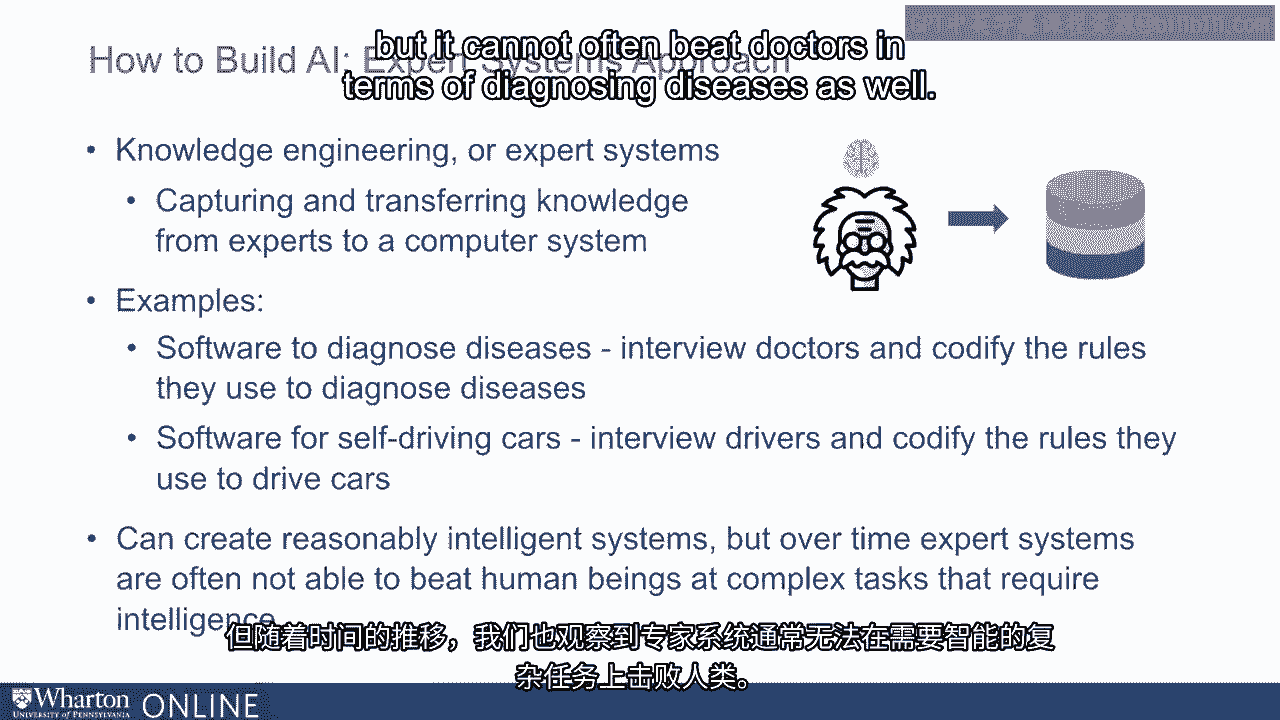 but it cannot often beat doctors in
terms of diagnosing diseases as well.
How to Build AI: Expert Systems Approach
• Knowledge engineering, or expert systems
• Capturing and transferring knowledge
from experts to a computer system
• Examples:
• Software to diagnose diseases - interview doctors and codify the rules
they use to diagnose diseases
• Software for self-driving cars - interview drivers and codify the rules they
use to drive cars
• Can create reasonably intelligent systems, but over time expert systems
are often not able to beat human beings at complex tasks that require
intelligence
但随着时间的推移，我们也观察到专家系统通常无法在需要智能的复
杂任务上击败人类。
Wharton ONLINE
UNIVERSITY of PENNSYLVANIA